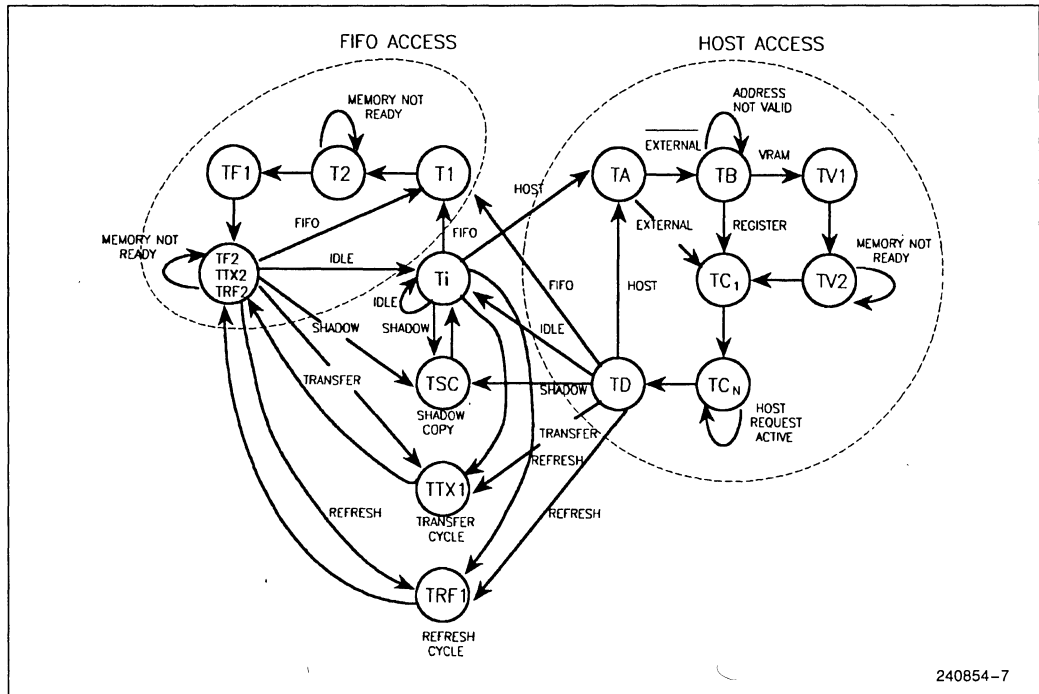 FIFO ACCESS
HOST ACCESS
MEMORY NOT
READY
ADDRESS
NOT VALID
EXTERNAL
VRAM
TF1
T2
T1
TA
TB
TV1
HOST
FIFO
FIFO
EXTERNAL
REGISTER
MEMORY NOT
READY
MEMORY NOT
READY
TF2
TTX2
TRF2
IDLE
Ti
IDLE
FIFO
HOST
TC1
TV2
SHADOW
SHADOW
IDLE
TSC
SHADOW
COPY
SHADOW
TD
TCN
HOST
REQUEST
ACTIVE
TRANSFER
TRANSFER
REFRESH
TTX1
TRANSFER
CYCLE
REFRESH
REFRESH
TRF1
REFRESH
CYCLE
240854-7